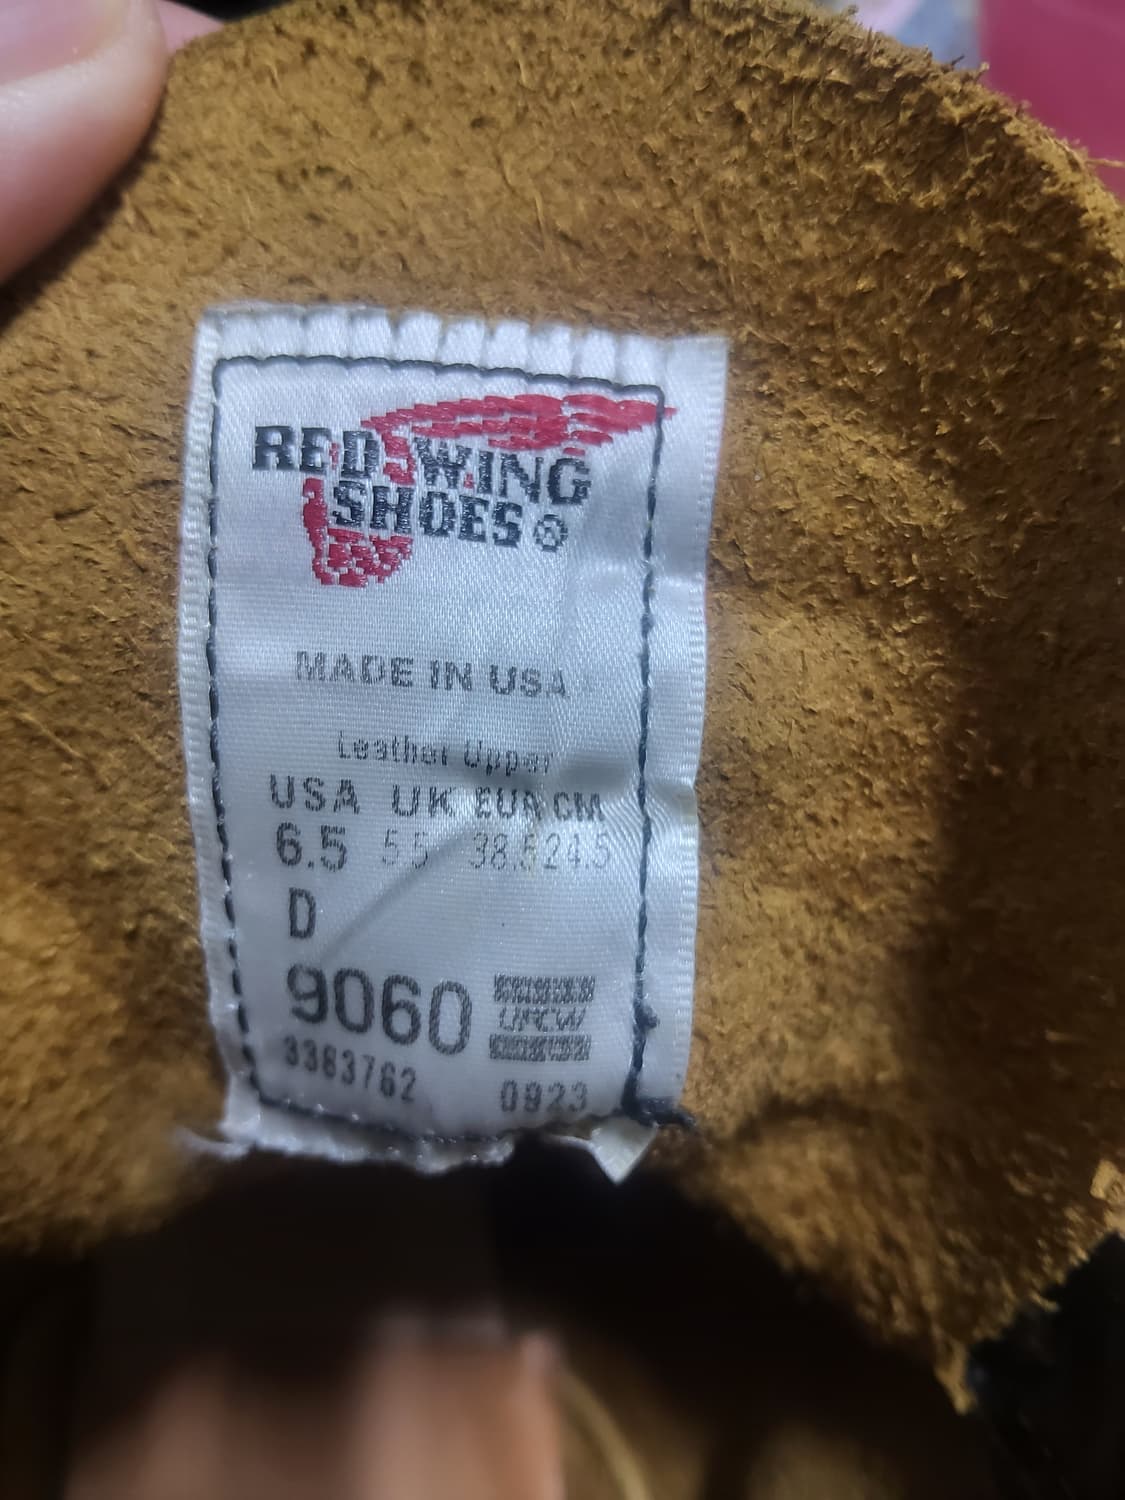 RED WING
SHOES®
MADE IN USA
Leather Upper
USA UK EUR CM
6.5 5.5 38.5 24.5
D
9060
UFCW
3383762 0923